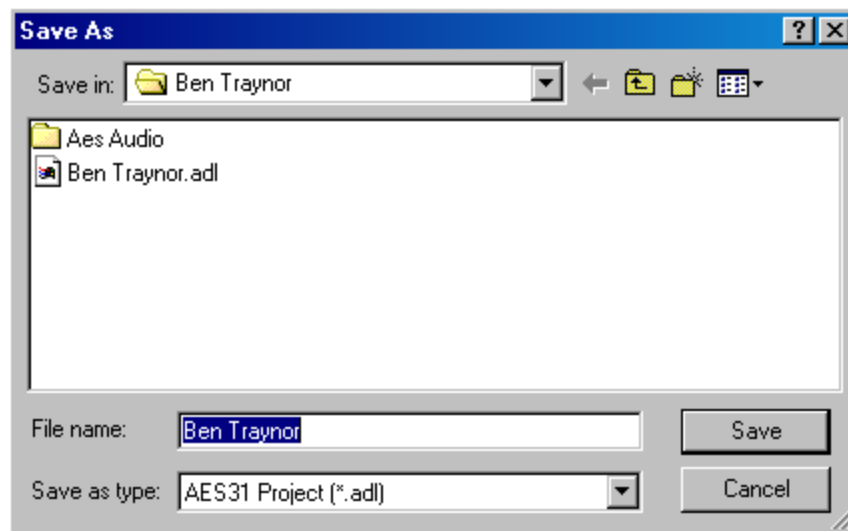 Save As
Save in: Ben Traynor
Aes Audio
Ben Traynor.adl
File name: Ben Traynor Save
Save as type: AES31 Project (*.adl) Cancel